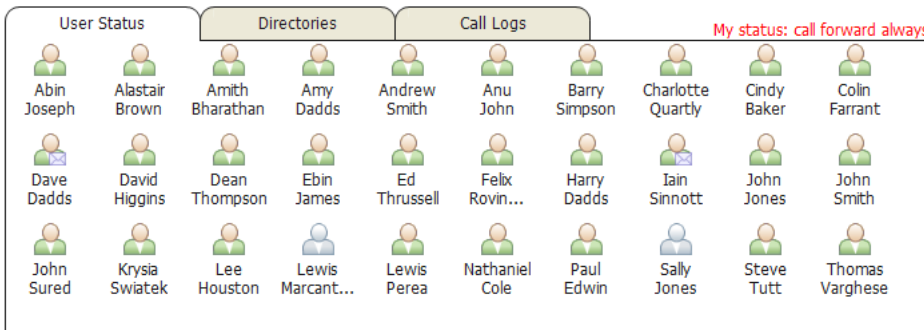 User Status
Directories
Call Logs
My status: call forward always
Abin Joseph
Alastair Brown
Amith Bharathan
Amy Dadds
Andrew Smith
Anu John
Barry Simpson
Charlotte Quartly
Cindy Baker
Colin Farrant
Dave Dadds
David Higgins
Dean Thompson
Ebin James
Ed Thrussell
Felix Rovin...
Harry Dadds
Iain Sinnott
John Jones
John Smith
John Sured
Krysia Swiatek
Lee Houston
Lewis Marcant...
Lewis Perea
Nathaniel Cole
Paul Edwin
Sally Jones
Steve Tutt
Thomas Varghese